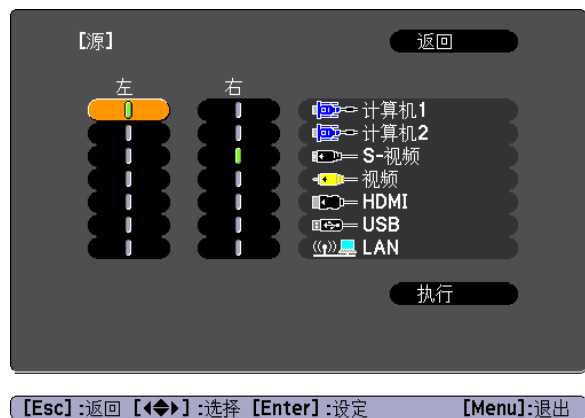 【源】 返回
左 右
计算机1
计算机2
S-视频
视频
HDMI
USB
LAN
执行
[Esc]:返回 [◆]:选择 [Enter]:设定 [Menu]:退出